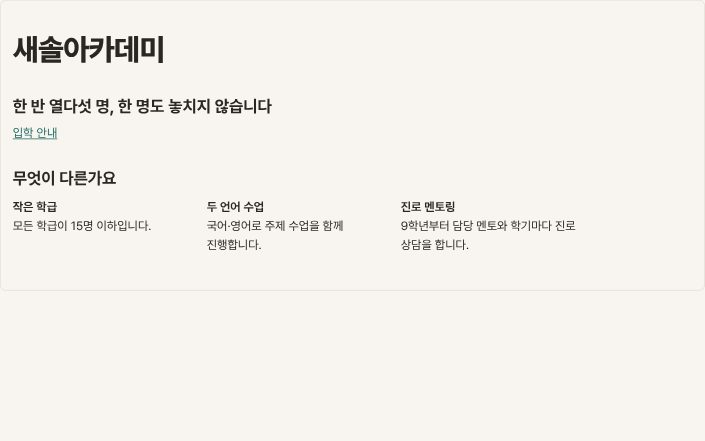 새솔아카데미
한 반 열다섯 명, 한 명도 놓치지 않습니다
입학 안내
무엇이 다른가요
작은 학급
모든 학급이 15명 이하입니다.
두 언어 수업
국어·영어로 주제 수업을 함께
진행합니다.
진로 멘토링
9학년부터 담당 멘토와 학기마다 진로
상담을 합니다.